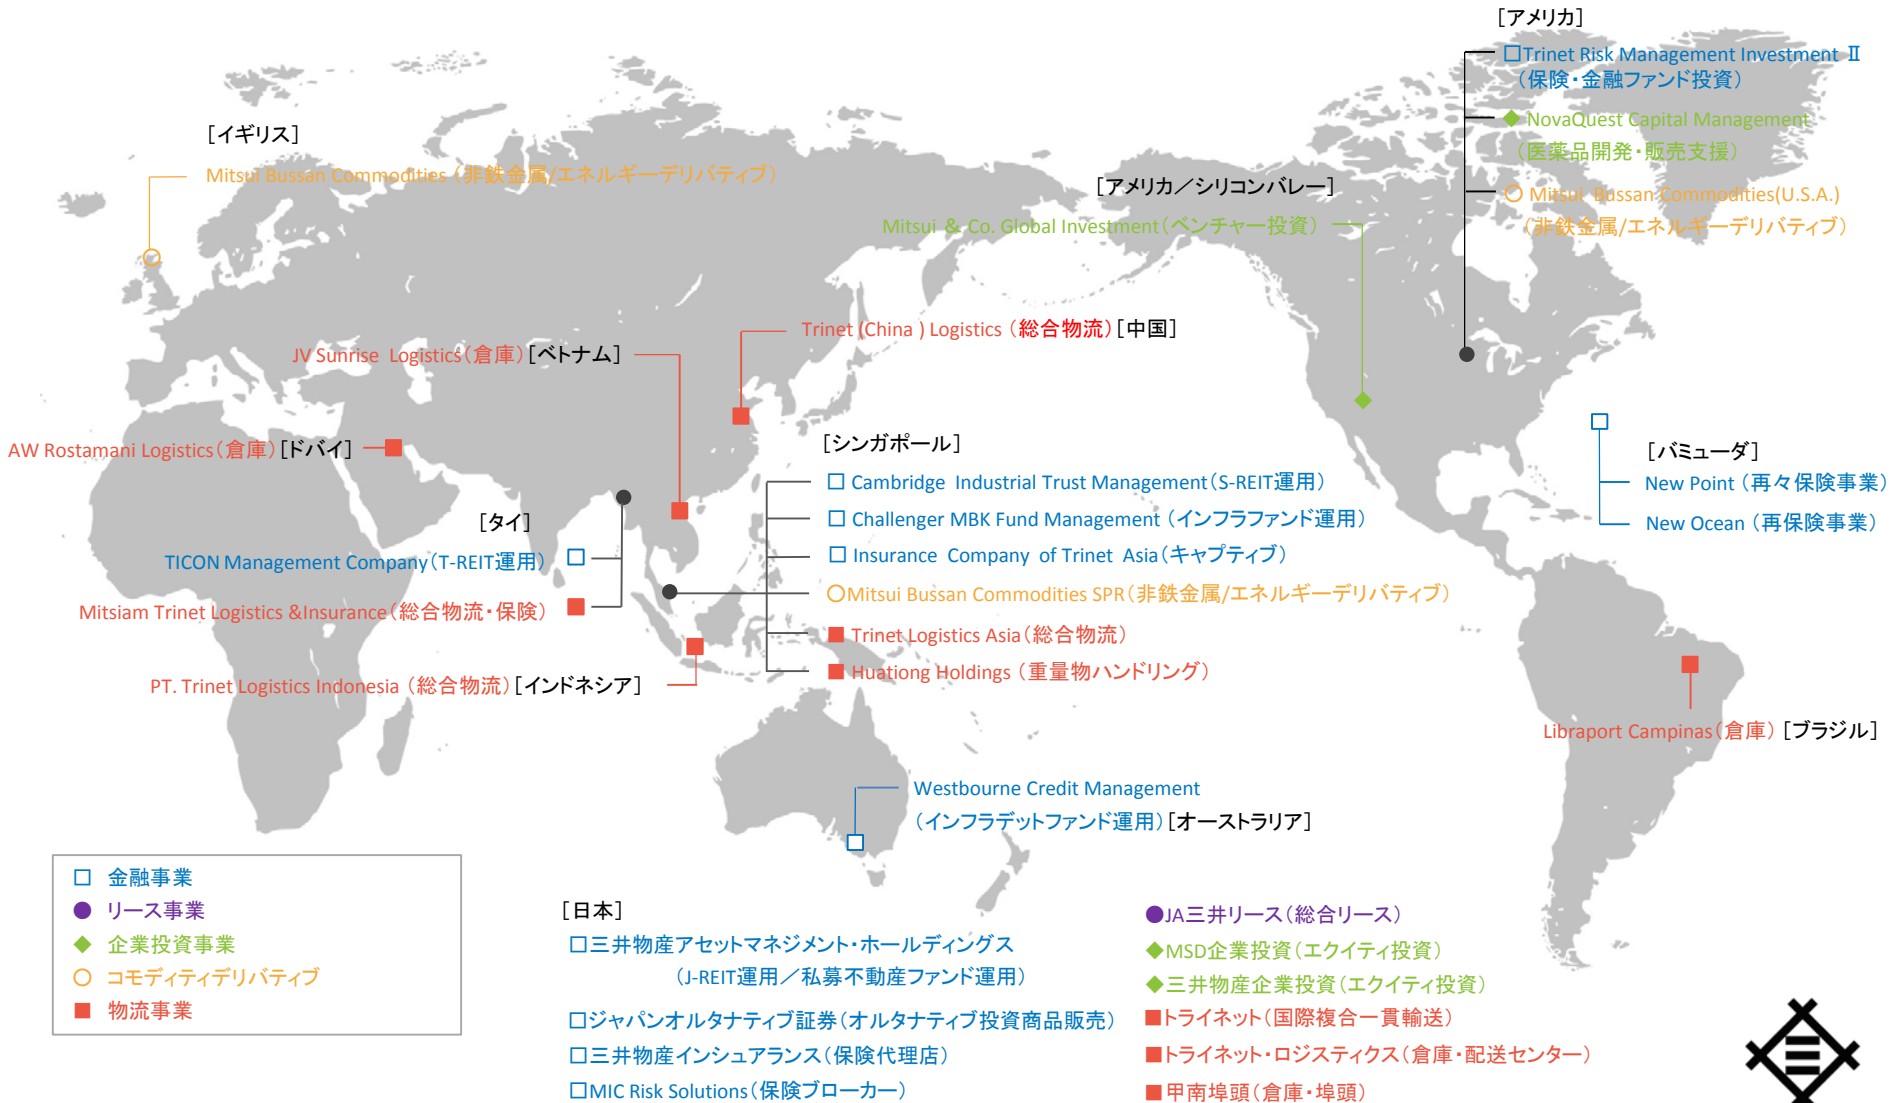 [アメリカ]
□Trinet Risk Management Investment Ⅱ
（保険・金融ファンド投資）
◆ NovaQuest Capital Management
（医薬品開発・販売支援）
○ Mitsui Bussan Commodities(U.S.A.)
（非鉄金属/エネルギーデリバティブ）
[イギリス]
Mitsui Bussan Commodities（非鉄金属/エネルギーデリバティブ）
[アメリカ／シリコンバレー]
Mitsui & Co. Global Investment（ベンチャー投資）
Trinet (China ) Logistics（総合物流）[中国]
JV Sunrise Logistics（倉庫）[ベトナム]
AW Rostamani Logistics（倉庫）[ドバイ]
[シンガポール]
□ Cambridge Industrial Trust Management（S-REIT運用）
□ Challenger MBK Fund Management（インフラファンド運用）
□ Insurance Company of Trinet Asia（キャプティブ）
○Mitsui Bussan Commodities SPR（非鉄金属/エネルギーデリバティブ）
■ Trinet Logistics Asia（総合物流）
■ Huationg Holdings（重量物ハンドリング）
[バミューダ]
New Point（再々保険事業）
New Ocean（再保険事業）
[タイ]
TICON Management Company（T-REIT運用）
Mitsiam Trinet Logistics &Insurance（総合物流・保険）
PT. Trinet Logistics Indonesia（総合物流）[インドネシア]
Libraport Campinas（倉庫）[ブラジル]
Westbourne Credit Management
（インフラデットファンド運用）[オーストラリア]
□ 金融事業
● リース事業
◆ 企業投資事業
○ コモディティデリバティブ
■ 物流事業
[日本]
□三井物産アセットマネジメント・ホールディングス
（J-REIT運用／私募不動産ファンド運用）
□ジャパンオルタナティブ証券（オルタナティブ投資商品販売）
□三井物産インシュアランス（保険代理店）
□MIC Risk Solutions（保険ブローカー）
●JA三井リース（総合リース）
◆MSD企業投資（エクイティ投資）
◆三井物産企業投資（エクイティ投資）
■トライネット（国際複合一貫輸送）
■トライネット・ロジスティクス（倉庫・配送センター）
■甲南埠頭（倉庫・埠頭）